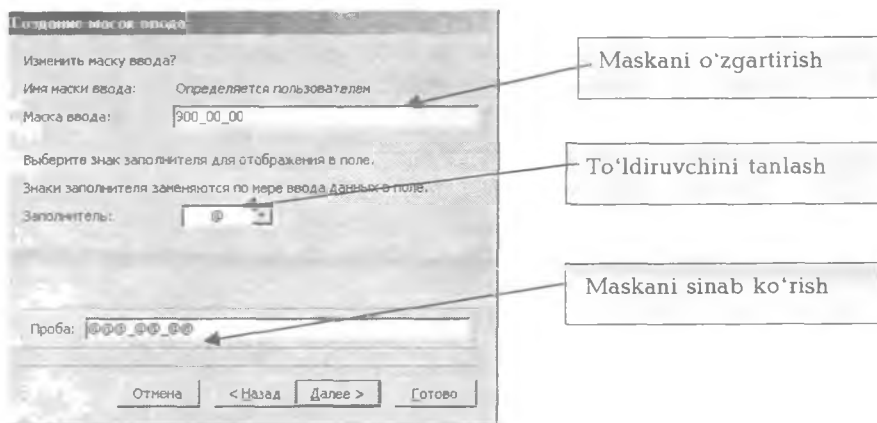 Создание масок ввода
Изменить маску ввода?
Имя маски ввода: Определяется пользователем
Маска ввода: 900_00_00
Maskani o‘zgartirish
Выберите знак заполнителя для отображения в поле.
Знаки заполнителя заменяются по мере ввода данных в поле.
To‘ldiruvchini tanlash
Заполнитель: @
Maskani sinab ko‘rish
Проба: @@@_@@_@@
Отмена < Назад Далее > Готово